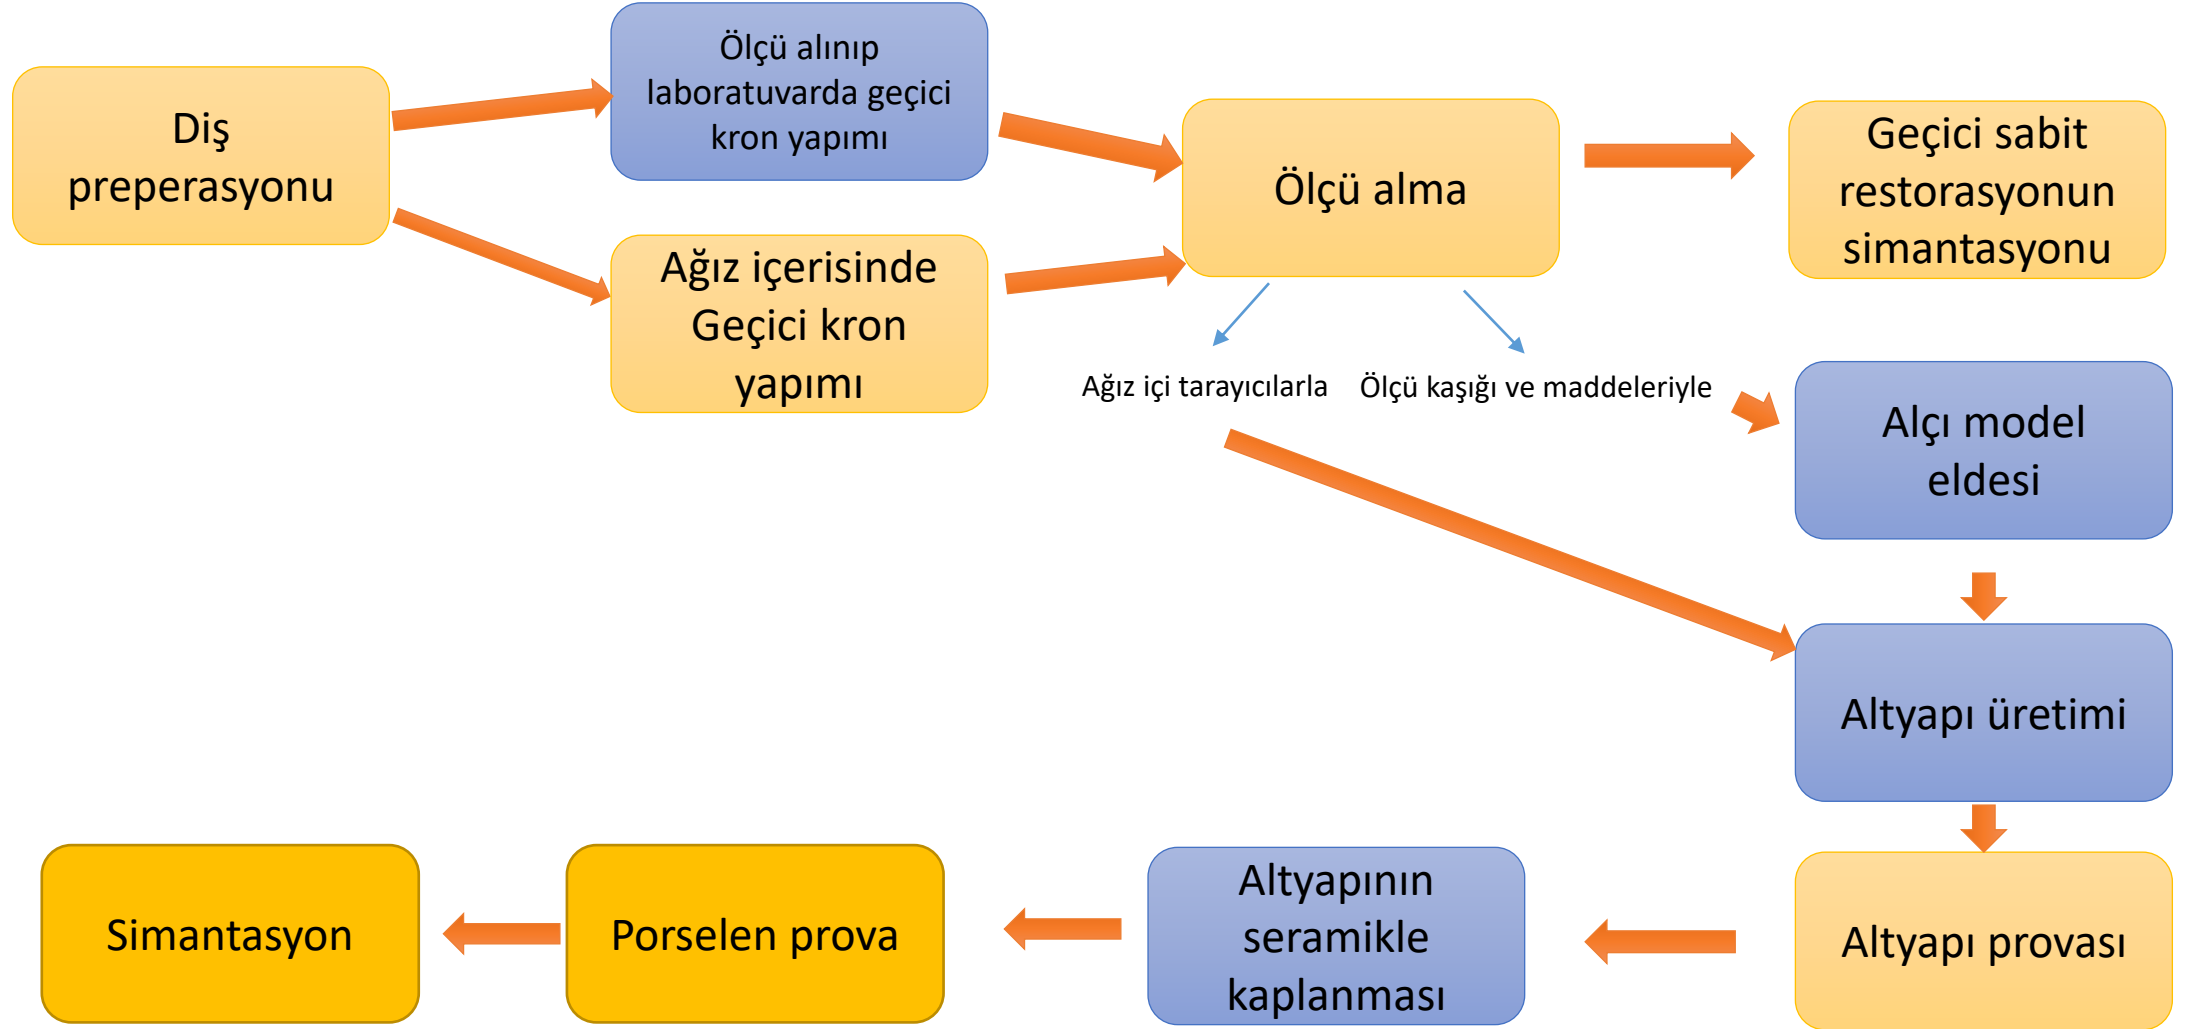 Diş
preperasyonu
Ölçü alınıp
laboratuvarda geçici
kron yapımı
Ağız içerisinde
Geçici kron
yapımı
Ölçü alma
Geçici sabit
restorasyonun
simantasyonu
Ağız içi tarayıcılarla
Ölçü kaşığı ve maddeleriyle
Alçı model
eldesi
Altyapı üretimi
Altyapı provası
Altyapının
seramikle
kaplanması
Porselen prova
Simantasyon